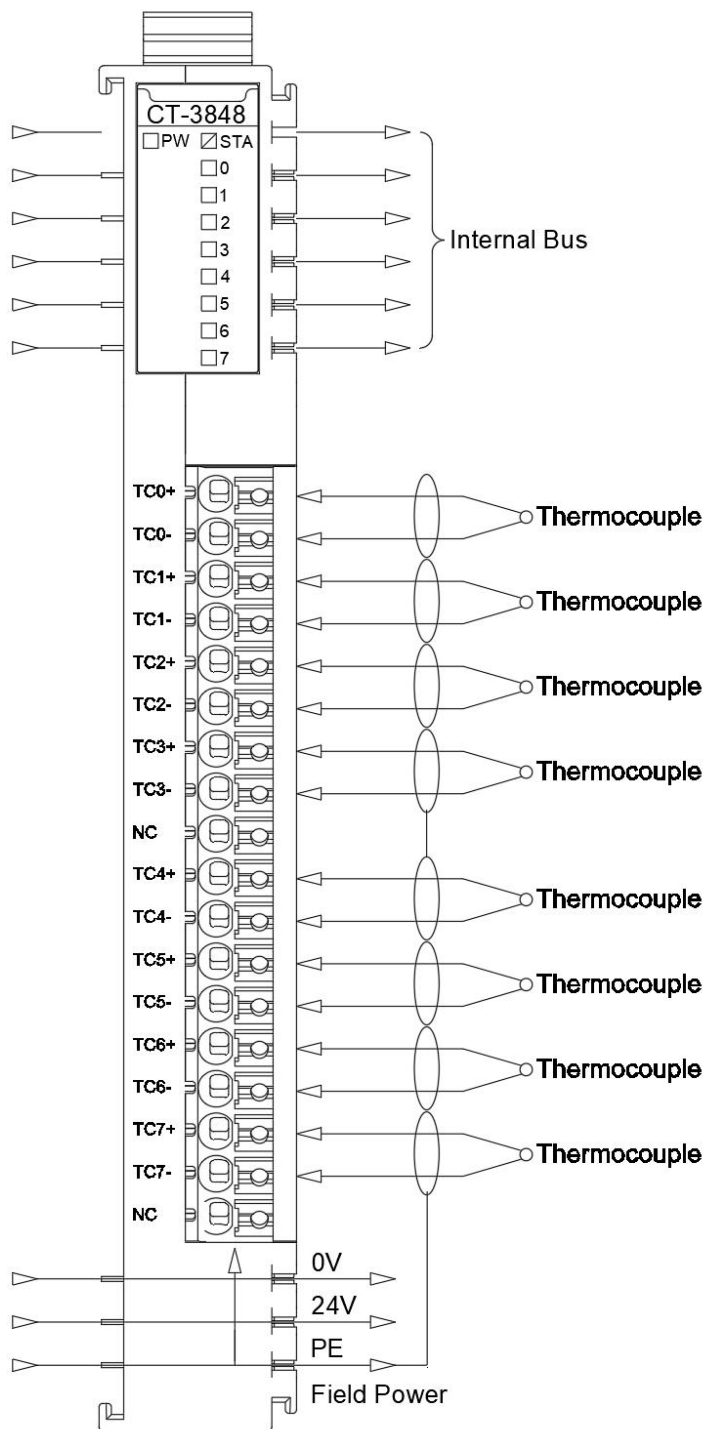 CT-3848
PW STA
0
1
2
3
4
5
6
7
Internal Bus
TC0+
TC0-
Thermocouple
TC1+
TC1-
Thermocouple
TC2+
TC2-
Thermocouple
TC3+
TC3-
Thermocouple
NC
TC4+
TC4-
Thermocouple
TC5+
TC5-
Thermocouple
TC6+
TC6-
Thermocouple
TC7+
TC7-
Thermocouple
NC
0V
24V
PE
Field Power